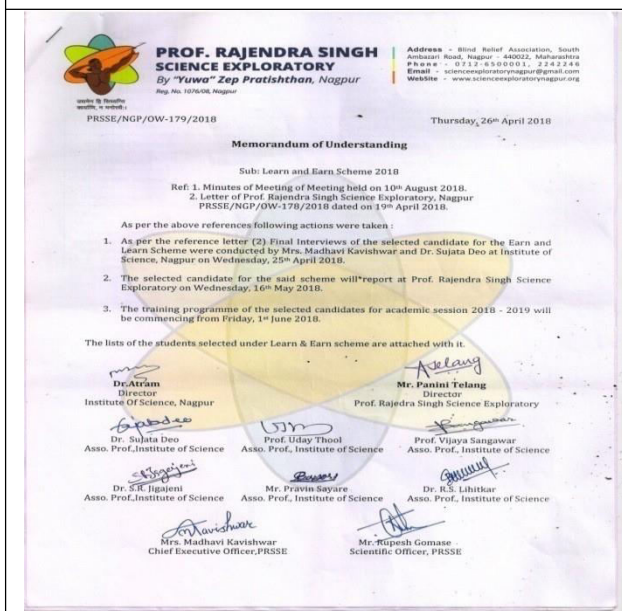 PROF. RAJENDRA SINGH
SCIENCE EXPLORATORY
By "Yuwa" Zep Pratishthan, Nagpur
Reg. No. 1076/08, Nagpur
Address - Blind Relief Association, South
Ambazari Road, Nagpur - 440022, Maharashtra
Phone - 0712-6500001, 2242246
Email - scienceexploratorynagpur@gmail.com
WebSite - www.scienceexploratorynagpur.org
PRSSE/NGP/OW-179/2018
Thursday, 26th April 2018
Memorandum of Understanding
Sub: Learn and Earn Scheme 2018
Ref: 1. Minutes of Meeting of Meeting held on 10th August 2018.
2. Letter of Prof. Rajendra Singh Science Exploratory, Nagpur
PRSSE/NGP/OW-178/2018 dated on 19th April 2018.
As per the above references following actions were taken :
1. As per the reference letter (2) Final Interviews of the selected candidate for the Earn and
Learn Scheme were conducted by Mrs. Madhavi Kavishwar and Dr. Sujata Deo at Institute of
Science, Nagpur on Wednesday, 25th April 2018.
2. The selected candidate for the said scheme will report at Prof. Rajendra Singh Science
Exploratory on Wednesday, 16th May 2018.
3. The training programme of the selected candidates for academic session 2018 - 2019 will
be commencing from Friday, 1st June 2018.
The lists of the students selected under Learn & Earn scheme are attached with it.
Dr.Atram
Director
Institute Of Science, Nagpur
Mr. Panini Telang
Director
Prof. Rajedra Singh Science Exploratory
Dr. Sujata Deo
Asso. Prof.,Institute of Science
Prof. Uday Thool
Asso. Prof., Institute of Science
Prof. Vijaya Sangawar
Asso. Prof., Institute of Science
Dr. S.R. Jigajeni
Asso. Prof.,Institute of Science
Mr. Pravin Sayare
Asso. Prof., Institute of Science
Dr. R.S. Lihitkar
Asso. Prof., Institute of Science
Mrs. Madhavi Kavishwar
Chief Executive Officer,PRSSE
Mr. Rupesh Gomase
Scientific Officer, PRSSE